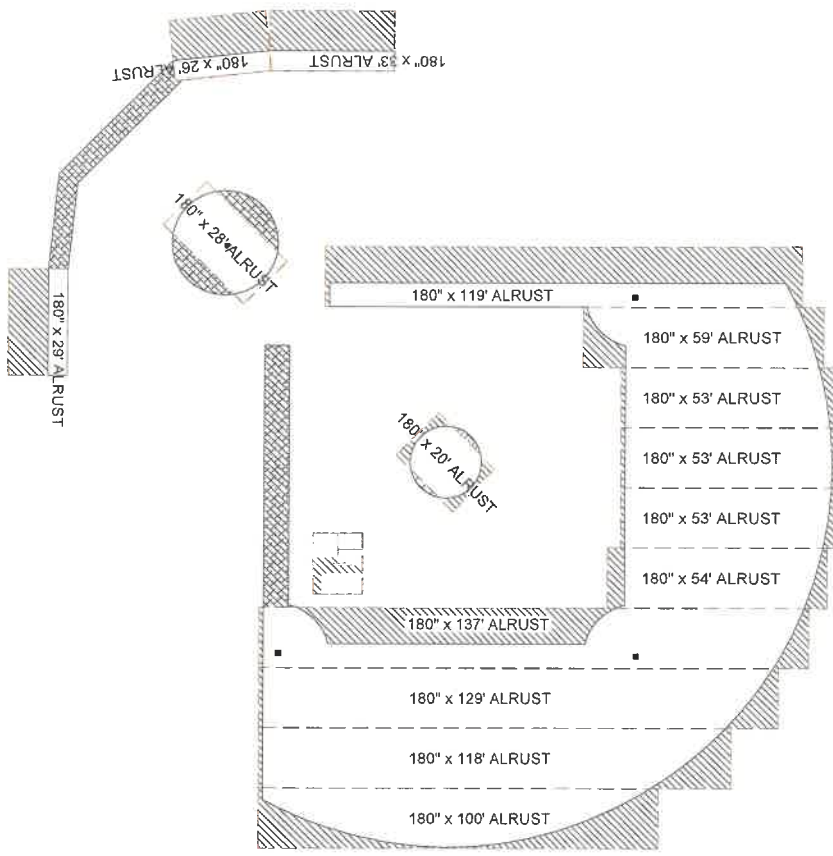 180" x 26' ALRUST
180" x 33' ALRUST
180" x 28' ALRUST
180" x 29' ALRUST
180" x 119' ALRUST
180" x 59' ALRUST
180" x 53' ALRUST
180" x 53' ALRUST
180" x 53' ALRUST
180" x 54' ALRUST
180" x 20' ALRUST
180" x 137' ALRUST
180" x 129' ALRUST
180" x 118' ALRUST
180" x 100' ALRUST